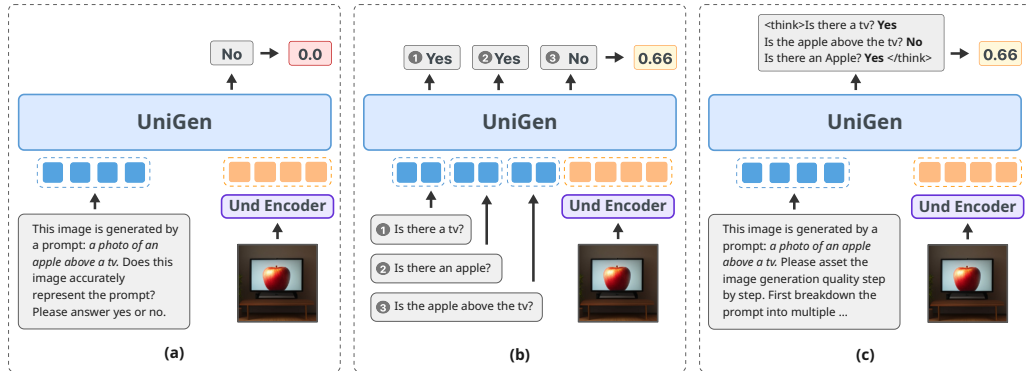 No
0.0
UniGen
Und Encoder
This image is generated by
a prompt: a photo of an
apple above a tv. Does this
image accurately
represent the prompt?
Please answer yes or no.
(a)
1 Yes
2 Yes
3 No
0.66
UniGen
Und Encoder
1 Is there a tv?
2 Is there an apple?
3 Is the apple above the tv?
(b)
<think>Is there a tv? Yes
Is the apple above the tv? No
Is there an Apple? Yes </think>
0.66
UniGen
Und Encoder
This image is generated by a
prompt: a photo of an apple
above a tv. Please asset the
image generation quality step
by step. First breakdown the
prompt into multiple ...
(c)